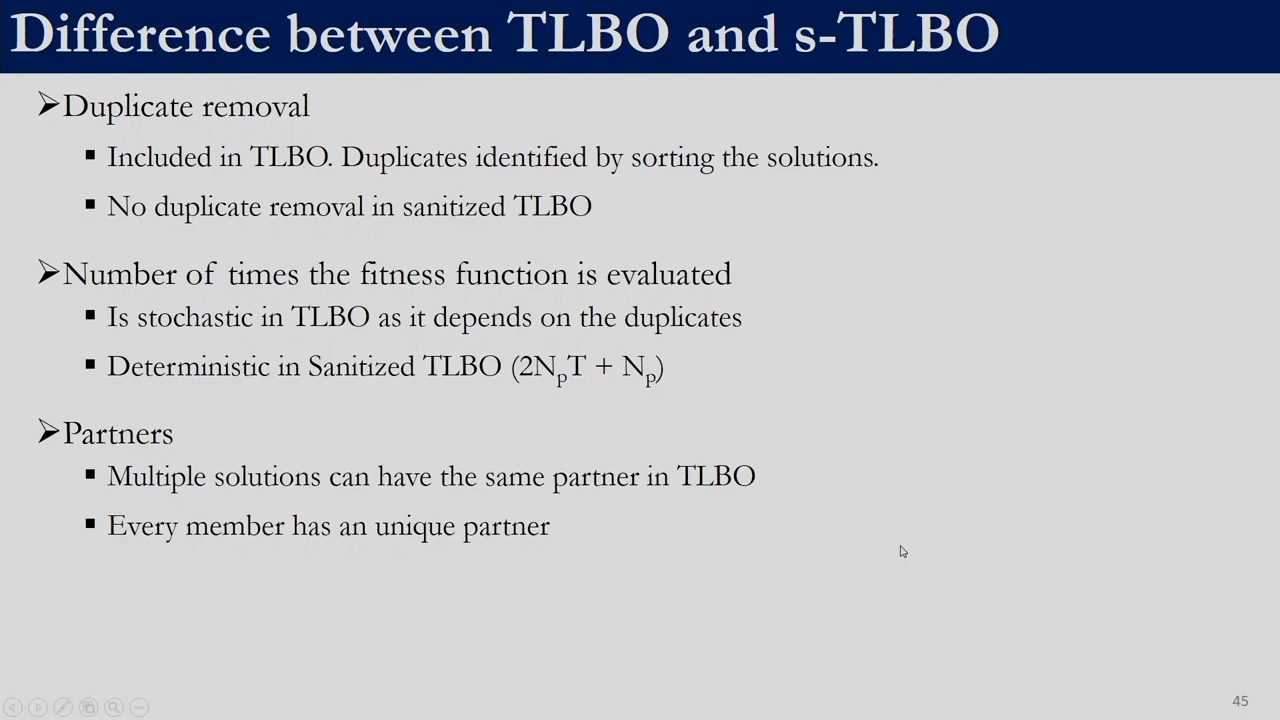 Difference between TLBO and s-TLBO
➢Duplicate removal
▪ Included in TLBO. Duplicates identified by sorting the solutions.
▪ No duplicate removal in sanitized TLBO
➢Number of times the fitness function is evaluated
▪ Is stochastic in TLBO as it depends on the duplicates
▪ Deterministic in Sanitized TLBO (2NpT + Np)
➢Partners
▪ Multiple solutions can have the same partner in TLBO
▪ Every member has an unique partner
45